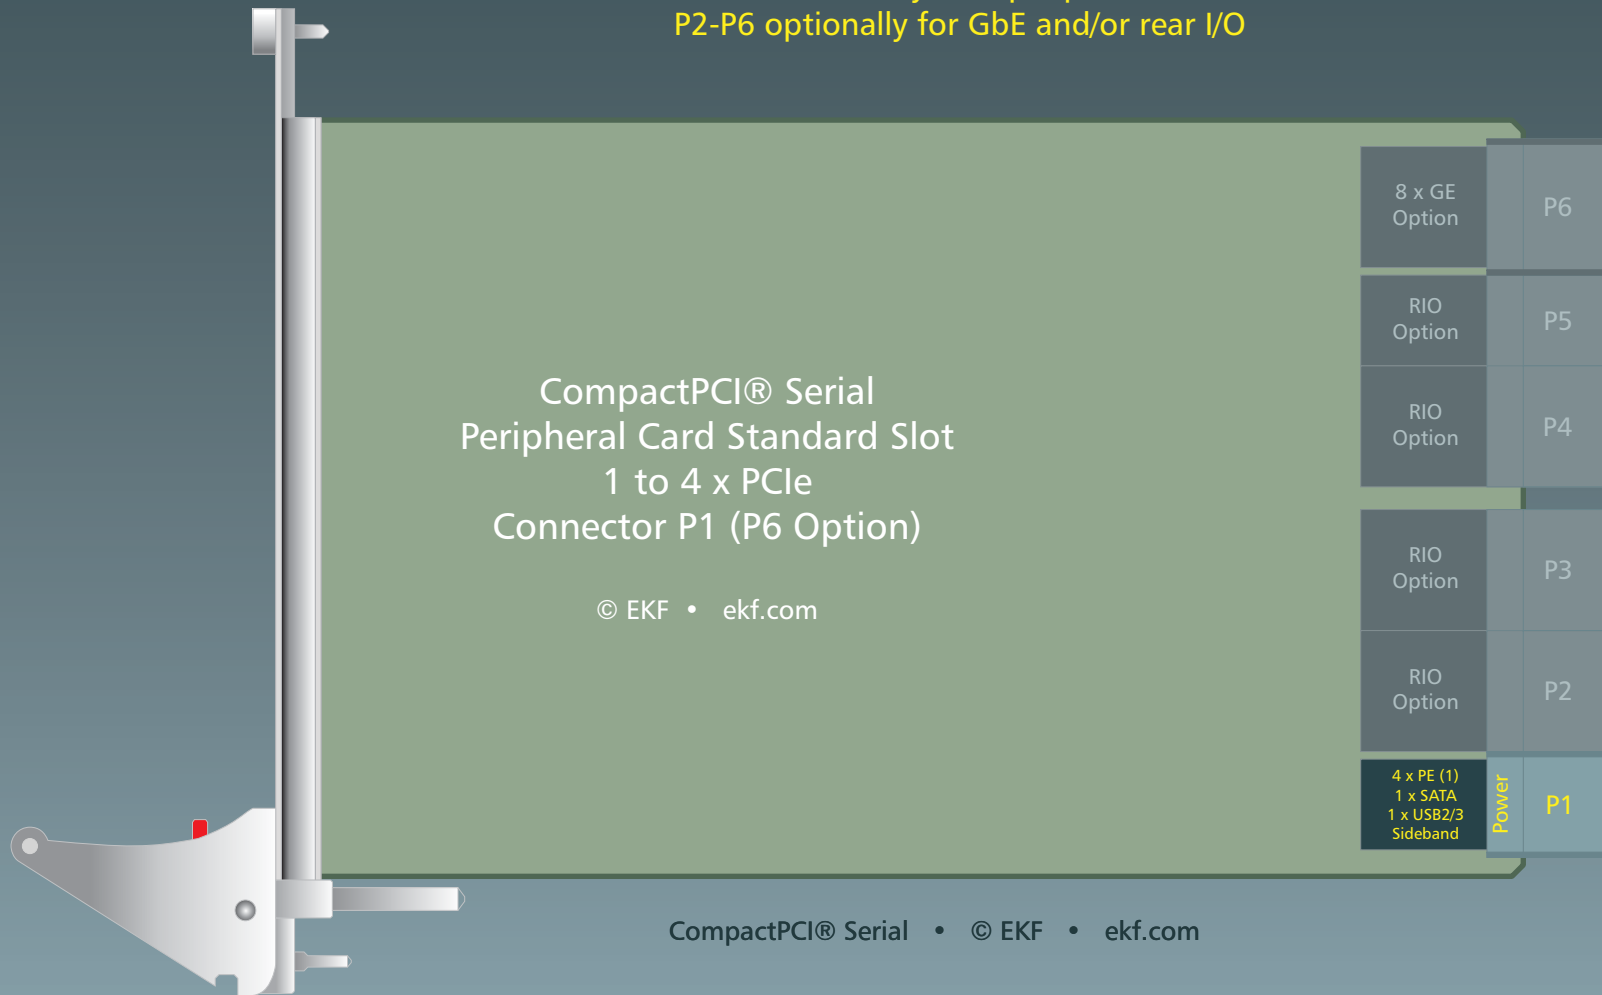 P2-P6 optionally for GbE and/or rear I/O
8 x GE
Option
P6
RIO
Option
P5
RIO
Option
P4
CompactPCI® Serial
Peripheral Card Standard Slot
1 to 4 x PCIe
Connector P1 (P6 Option)
© EKF • ekf.com
RIO
Option
P3
RIO
Option
P2
4 x PE (1)
1 x SATA
1 x USB2/3
Sideband
Power
P1
CompactPCI® Serial • © EKF • ekf.com